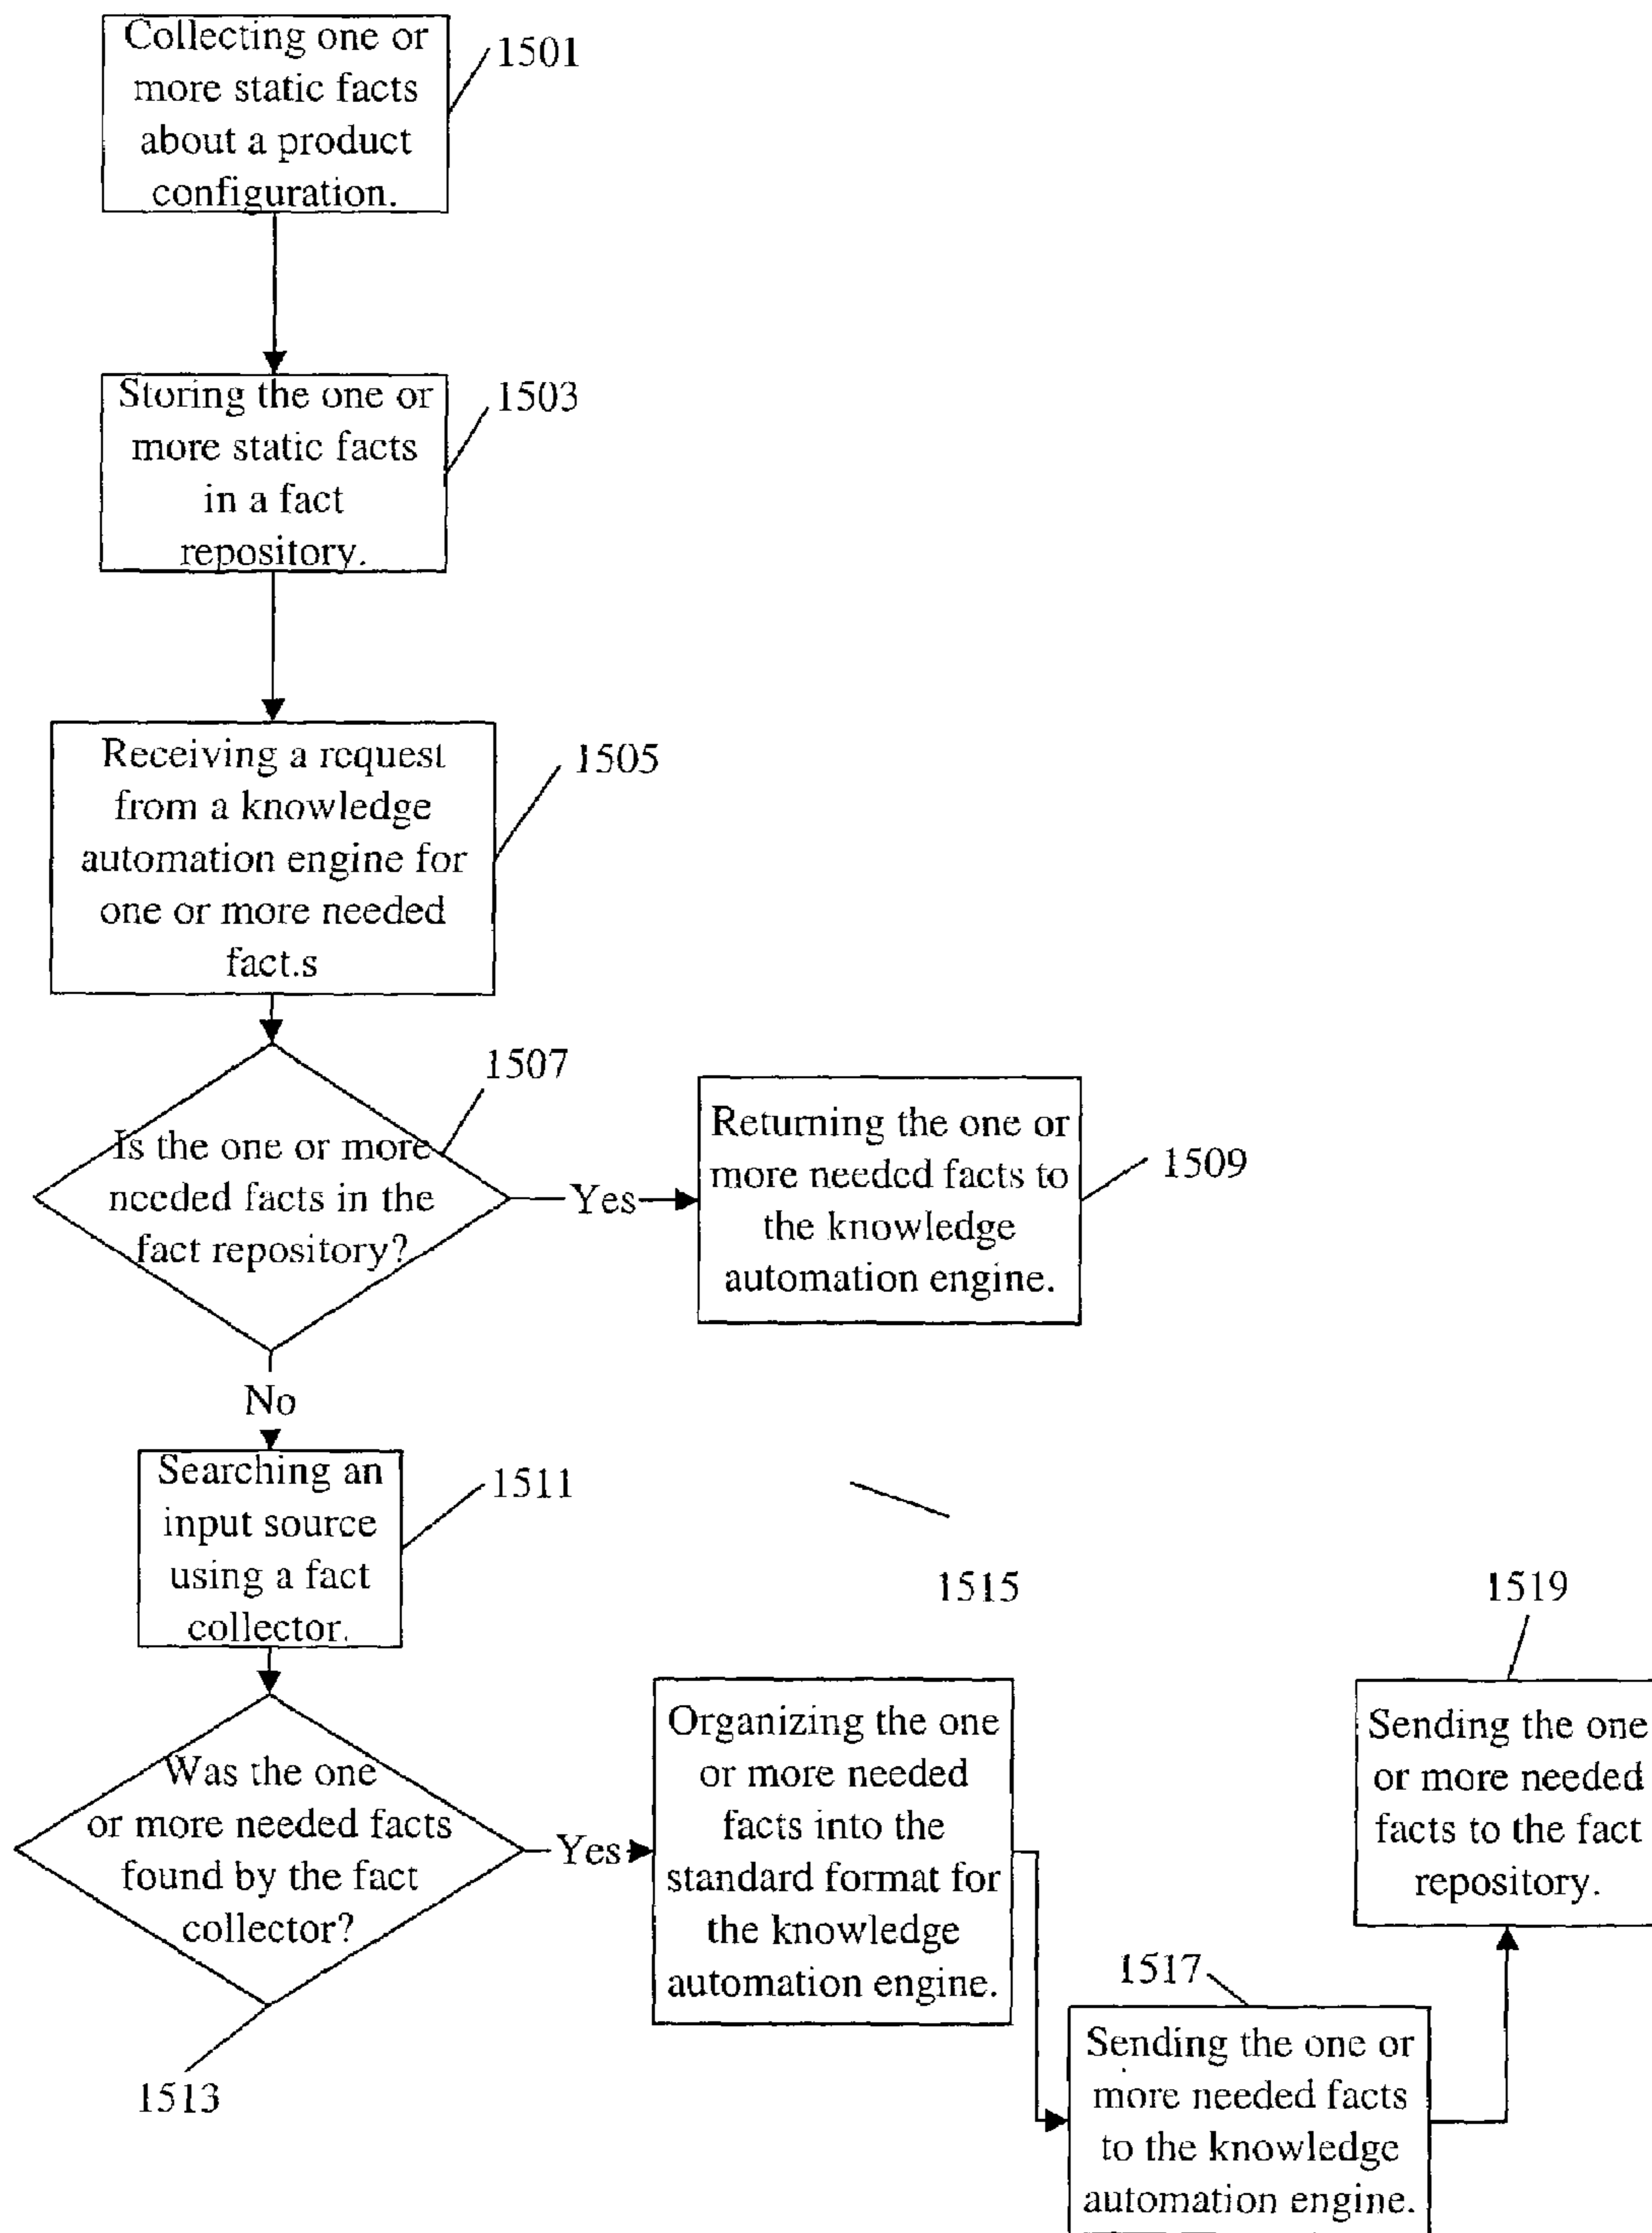 Collecting one or
more static facts
about a product
configuration.
1501
Storing the one or
more static facts
in a fact
repository.
1503
Receiving a request
from a knowledge
automation engine for
one or more needed
fact.s
1505
1507
Is the one or more
needed facts in the
fact repository?
Yes
Returning the one or
more needed facts to
the knowledge
automation engine.
1509
No
Searching an
input source
using a fact
collector.
1511
Was the one
or more needed facts
found by the fact
collector?
1513
Yes
1515
Organizing the one
or more needed
facts into the
standard format for
the knowledge
automation engine.
1517
Sending the one or
more needed facts
to the knowledge
automation engine.
1519
Sending the one
or more needed
facts to the fact
repository.